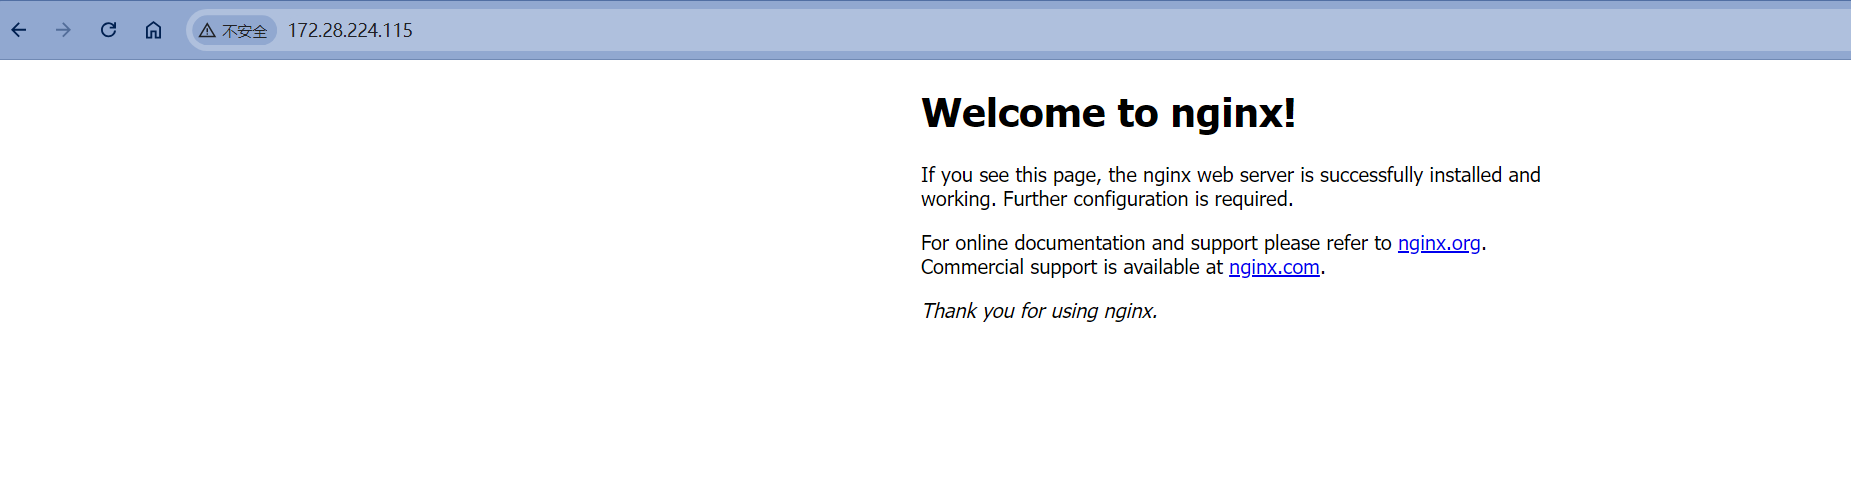 不安全 172.28.224.115
Welcome to nginx!
If you see this page, the nginx web server is successfully installed and
working. Further configuration is required.
For online documentation and support please refer to nginx.org.
Commercial support is available at nginx.com.
Thank you for using nginx.